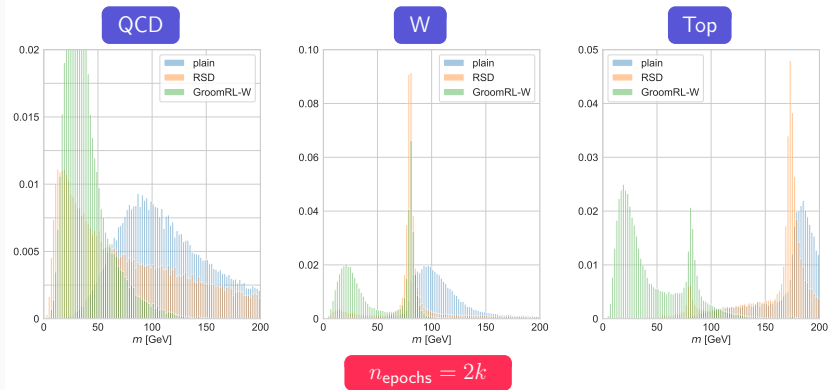 QCD
W
Top
0.02
0.015
0.01
0.005
0
0
50
100
150
200
m [GeV]
plain
RSD
GroomRL-W
0.10
0.08
0.06
0.04
0.02
0
0
50
100
150
200
m [GeV]
plain
RSD
GroomRL-W
0.05
0.04
0.03
0.02
0.01
0
0
50
100
150
200
m [GeV]
plain
RSD
GroomRL-W
n_epochs = 2k